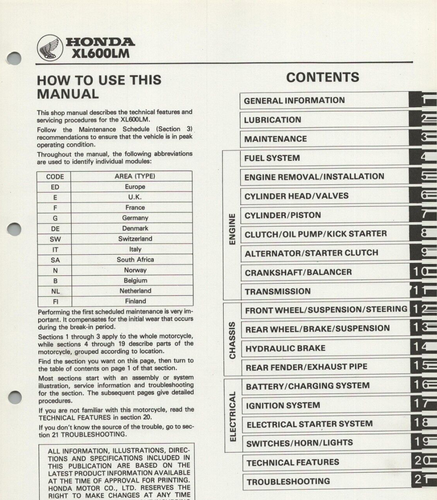 HONDA
XL600LM
HOW TO USE THIS
MANUAL
This shop manual describes the technical features and
servicing procedures for the XL600LM.
Follow the Maintenance Schedule (Section 3)
recommendations to ensure that the vehicle is in peak
operating condition.
Throughout the manual, the following abbreviations
are used to identify individual modules:
CODE AREA (TYPE)
ED Europe
E U.K.
F France
G Germany
DE Denmark
SW Switzerland
IT Italy
SA South Africa
N Norway
B Belgium
NL Netherland
FI Finland
Performing the first scheduled maintenance is very im-
portant. It compensates for the initial wear that occurs
during the break-in period.
Sections 1 through 3 apply to the whole motorcycle,
while sections 4 through 19 describe parts of the
motorcycle, grouped according to location.
Find the section you want on this page, then turn to
the table of contents on page 1 of that section.
Most sections start with an assembly or system
illustration, service information and troubleshooting
for the section. The subsequent pages give detailed
procedures.
If you are not familiar with this motorcycle, read the
TECHNICAL FEATURES in section 20.
If you don't know the source of the trouble, go to sec-
tion 21 TROUBLESHOOTING.
ALL INFORMATION, ILLUSTRATIONS, DIREC-
TIONS AND SPECIFICATIONS INCLUDED IN
THIS PUBLICATION ARE BASED ON THE
LATEST PRODUCT INFORMATION AVAILABLE
AT THE TIME OF APPROVAL FOR PRINTING.
HONDA MOTOR CO., LTD. RESERVES THE
RIGHT TO MAKE CHANGES AT ANY TIME
CONTENTS
GENERAL INFORMATION 1
LUBRICATION 2
MAINTENANCE 3
ENGINE
FUEL SYSTEM 4
ENGINE REMOVAL/INSTALLATION 5
CYLINDER HEAD/VALVES 6
CYLINDER/PISTON 7
CLUTCH/OIL PUMP/KICK STARTER 8
ALTERNATOR/STARTER CLUTCH 9
CRANKSHAFT/BALANCER 10
TRANSMISSION 11
CHASSIS
FRONT WHEEL/SUSPENSION/STEERING 12
REAR WHEEL/BRAKE/SUSPENSION 13
HYDRAULIC BRAKE 14
REAR FENDER/EXHAUST PIPE 15
ELECTRICAL
BATTERY/CHARGING SYSTEM 16
IGNITION SYSTEM 17
ELECTRICAL STARTER SYSTEM 18
SWITCHES/HORN/LIGHTS 19
TECHNICAL FEATURES 20
TROUBLESHOOTING 21